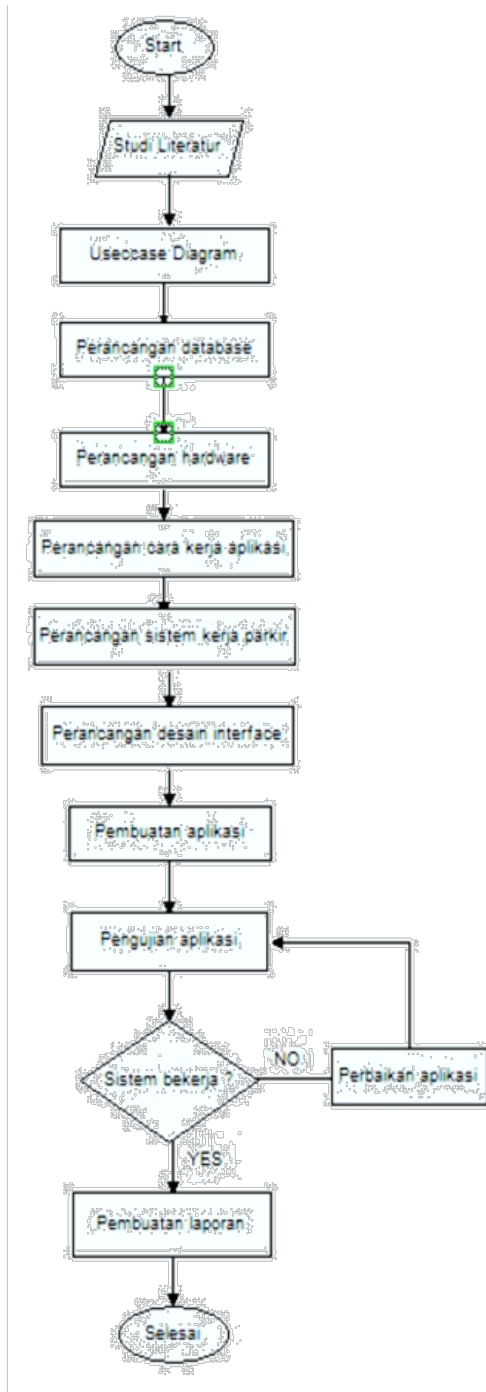 Start
Studi Literatur
Useccase Diagram
Perancangan database
Perancangan hardware
Perancangan cara kerja aplikasi
Perancangan sistem kerja parkir
Perancangan desain interface
Pembuatan aplikasi
Pengujian aplikasi
Sistem bekerja ?
NO
Perbaikan aplikasi
YES
Pembuatan laporan
Selesai